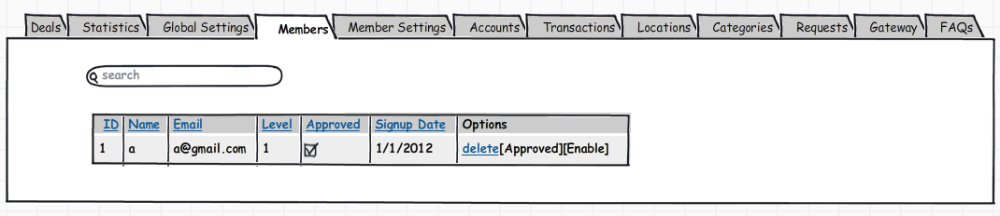 Deals Statistics Global Settings Members Member Settings Accounts Transactions Locations Categories Requests Gateway FAQs
search
ID Name Email Level Approved Signup Date Options
1 a a@gmail.com 1 1/1/2012 delete[Approved][Enable]